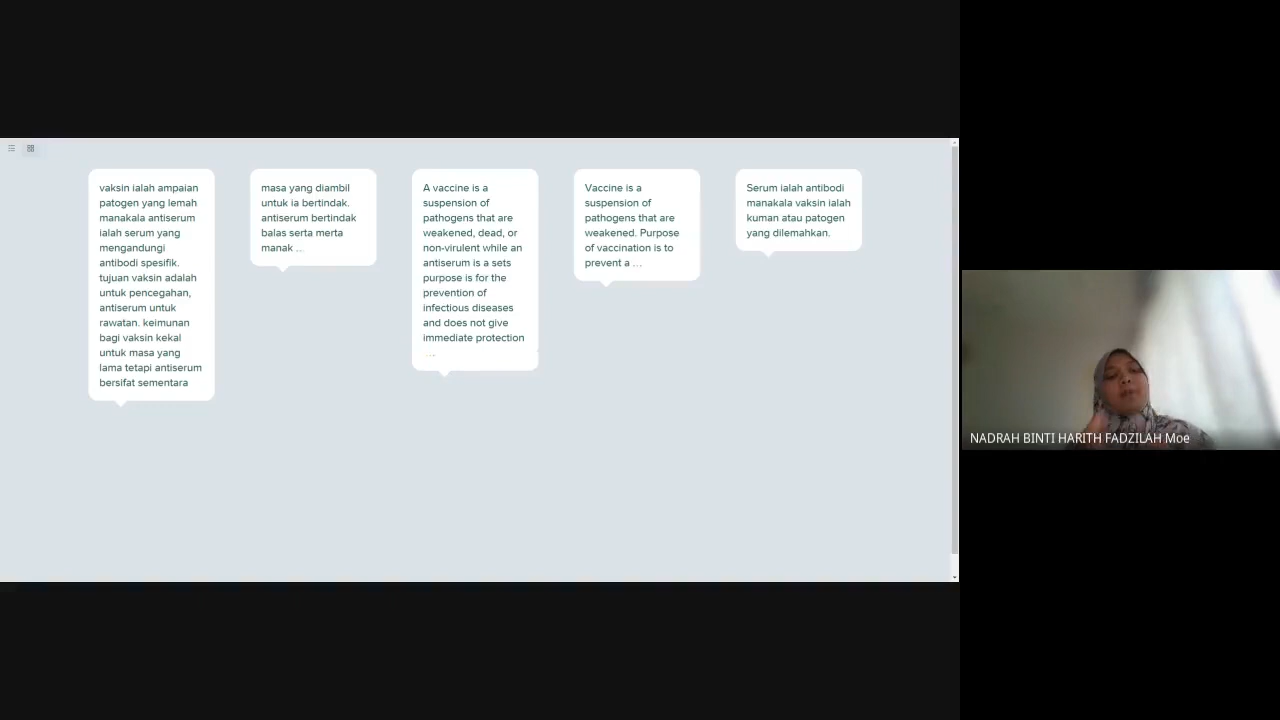 vaksin ialah ampaian
patogen yang lemah
manakala antiserum
ialah serum yang
mengandungi
antibodi spesifik.
tujuan vaksin adalah
untuk pencegahan,
antiserum untuk
rawatan. keimunan
bagi vaksin kekal
untuk masa yang
lama tetapi antiserum
bersifat sementara
masa yang diambil
untuk ia bertindak.
antiserum bertindak
balas serta merta
manak ...
A vaccine is a
suspension of
pathogens that are
weakened, dead, or
non-virulent while an
antiserum is a sets
purpose is for the
prevention of
infectious diseases
and does not give
immediate protection
...
Vaccine is a
suspension of
pathogens that are
weakened. Purpose
of vaccination is to
prevent a ...
Serum ialah antibodi
manakala vaksin ialah
kuman atau patogen
yang dilemahkan.
NADRAH BINTI HARITH FADZILAH Moe